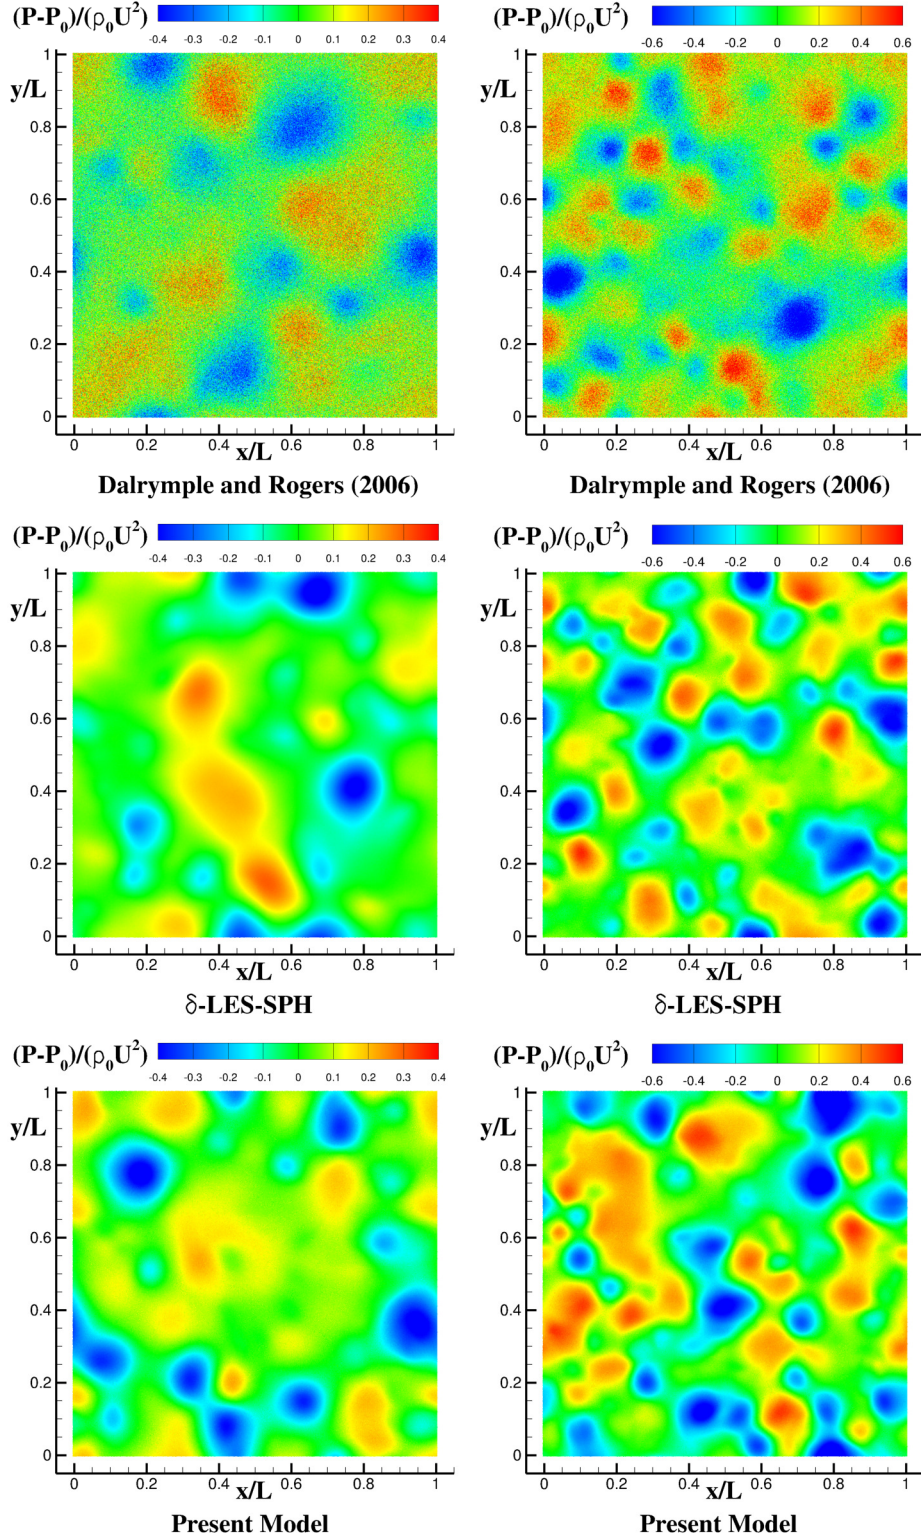 (P-P₀)/(ρ₀U²) -0.4 -0.3 -0.1 0 0.1 0.2 0.4
y/L
1
0.8
0.6
0.4
0.2
0
0 0.2 0.4 0.6 0.8 1
x/L
Dalrymple and Rogers (2006)
(P-P₀)/(ρ₀U²) -0.6 -0.4 -0.2 0 0.2 0.4 0.6
y/L
1
0.8
0.6
0.4
0.2
0
0 0.2 0.4 0.6 0.8 1
x/L
Dalrymple and Rogers (2006)
(P-P₀)/(ρ₀U²) -0.4 -0.3 -0.1 0 0.1 0.2 0.3 0.4
y/L
1
0.8
0.6
0.4
0.2
0
0 0.2 0.4 0.6 0.8 1
x/L
δ-LES-SPH
(P-P₀)/(ρ₀U²) -0.6 -0.4 -0.2 0 0.2 0.4 0.6
y/L
1
0.8
0.6
0.4
0.2
0
0 0.2 0.4 0.6 0.8 1
x/L
δ-LES-SPH
(P-P₀)/(ρ₀U²) -0.4 -0.3 -0.1 0 0.1 0.2 0.3 0.4
y/L
1
0.8
0.6
0.4
0.2
0
0 0.2 0.4 0.6 0.8 1
x/L
Present Model
(P-P₀)/(ρ₀U²) -0.6 -0.4 -0.2 0 0.2 0.4 0.6
y/L
1
0.8
0.6
0.4
0.2
0
0 0.2 0.4 0.6 0.8 1
x/L
Present Model